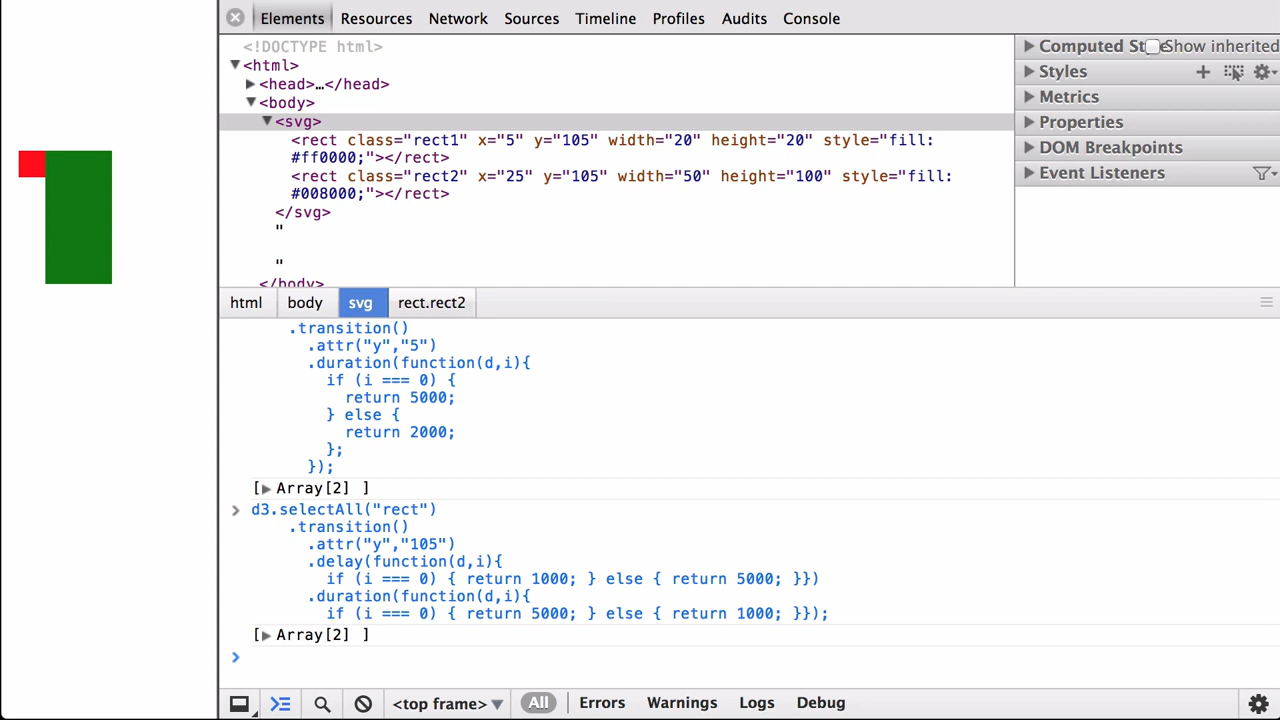 Elements Resources Network Sources Timeline Profiles Audits Console
<!DOCTYPE html>
▼<html>
▶<head>…</head>
▼<body>
▼<svg>
<rect class="rect1" x="5" y="105" width="20" height="20" style="fill:
#ff0000;"></rect>
<rect class="rect2" x="25" y="105" width="50" height="100" style="fill:
#008000;"></rect>
</svg>
"
"
</body>
▶ Computed Style Show inherited
▶ Styles
▶ Metrics
▶ Properties
▶ DOM Breakpoints
▶ Event Listeners
html body svg rect.rect2
.transition()
.attr("y","5")
.duration(function(d,i){
if (i === 0) {
return 5000;
} else {
return 2000;
};
});
[▶ Array[2] ]
> d3.selectAll("rect")
.transition()
.attr("y","105")
.delay(function(d,i){
if (i === 0) { return 1000; } else { return 5000; }})
.duration(function(d,i){
if (i === 0) { return 5000; } else { return 1000; }});
[▶ Array[2] ]
>
<top frame> ▼ All Errors Warnings Logs Debug